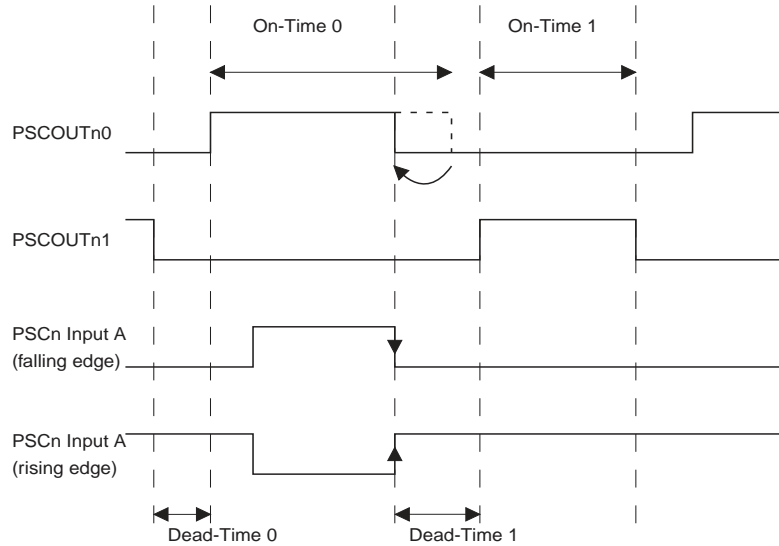 On-Time 0
On-Time 1
PSCOUTn0
PSCOUTn1
PSCn Input A
(falling edge)
PSCn Input A
(rising edge)
Dead-Time 0
Dead-Time 1